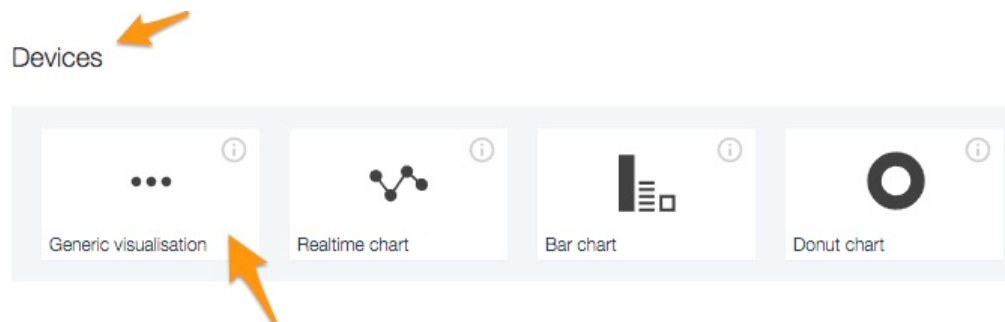 Devices
Generic visualisation
Realtime chart
Bar chart
Donut chart